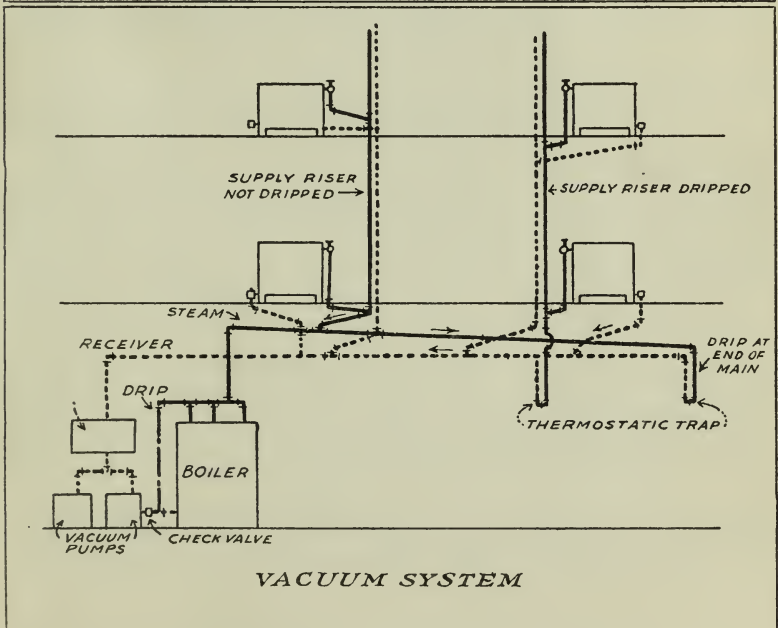 SUPPLY RISER
NOT DRIPPED
SUPPLY RISER DRIPPED
STEAM
RECEIVER
DRIP AT
END OF
MAIN
DRIP
THERMOSTATIC TRAP
BOILER
VACUUM
PUMPS
CHECK VALVE
VACUUM SYSTEM